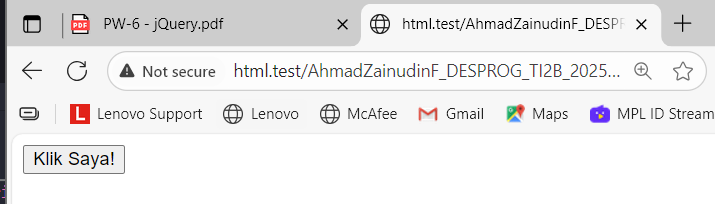 PW-6 - jQuery.pdf
html.test/AhmadZainudinF_DESPR
Not secure
html.test/AhmadZainudinF_DESPROG_TI2B_2025...
Lenovo Support
Lenovo
McAfee
Gmail
Maps
MPL ID Stream
Klik Saya!